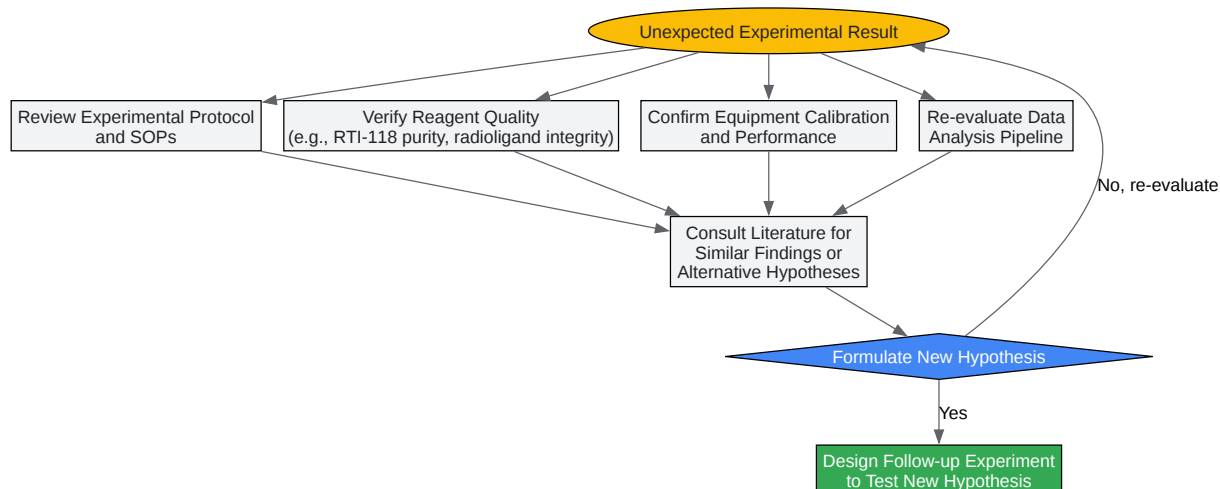 Unexpected Experimental Result
Review Experimental Protocol
and SOPs
Verify Reagent Quality
(e.g., RTI-118 purity, radioligand integrity)
Confirm Equipment Calibration
and Performance
Re-evaluate Data
Analysis Pipeline
No, re-evaluate
Consult Literature for
Similar Findings or
Alternative Hypotheses
Formulate New Hypothesis
Yes
Design Follow-up Experiment
to Test New Hypothesis